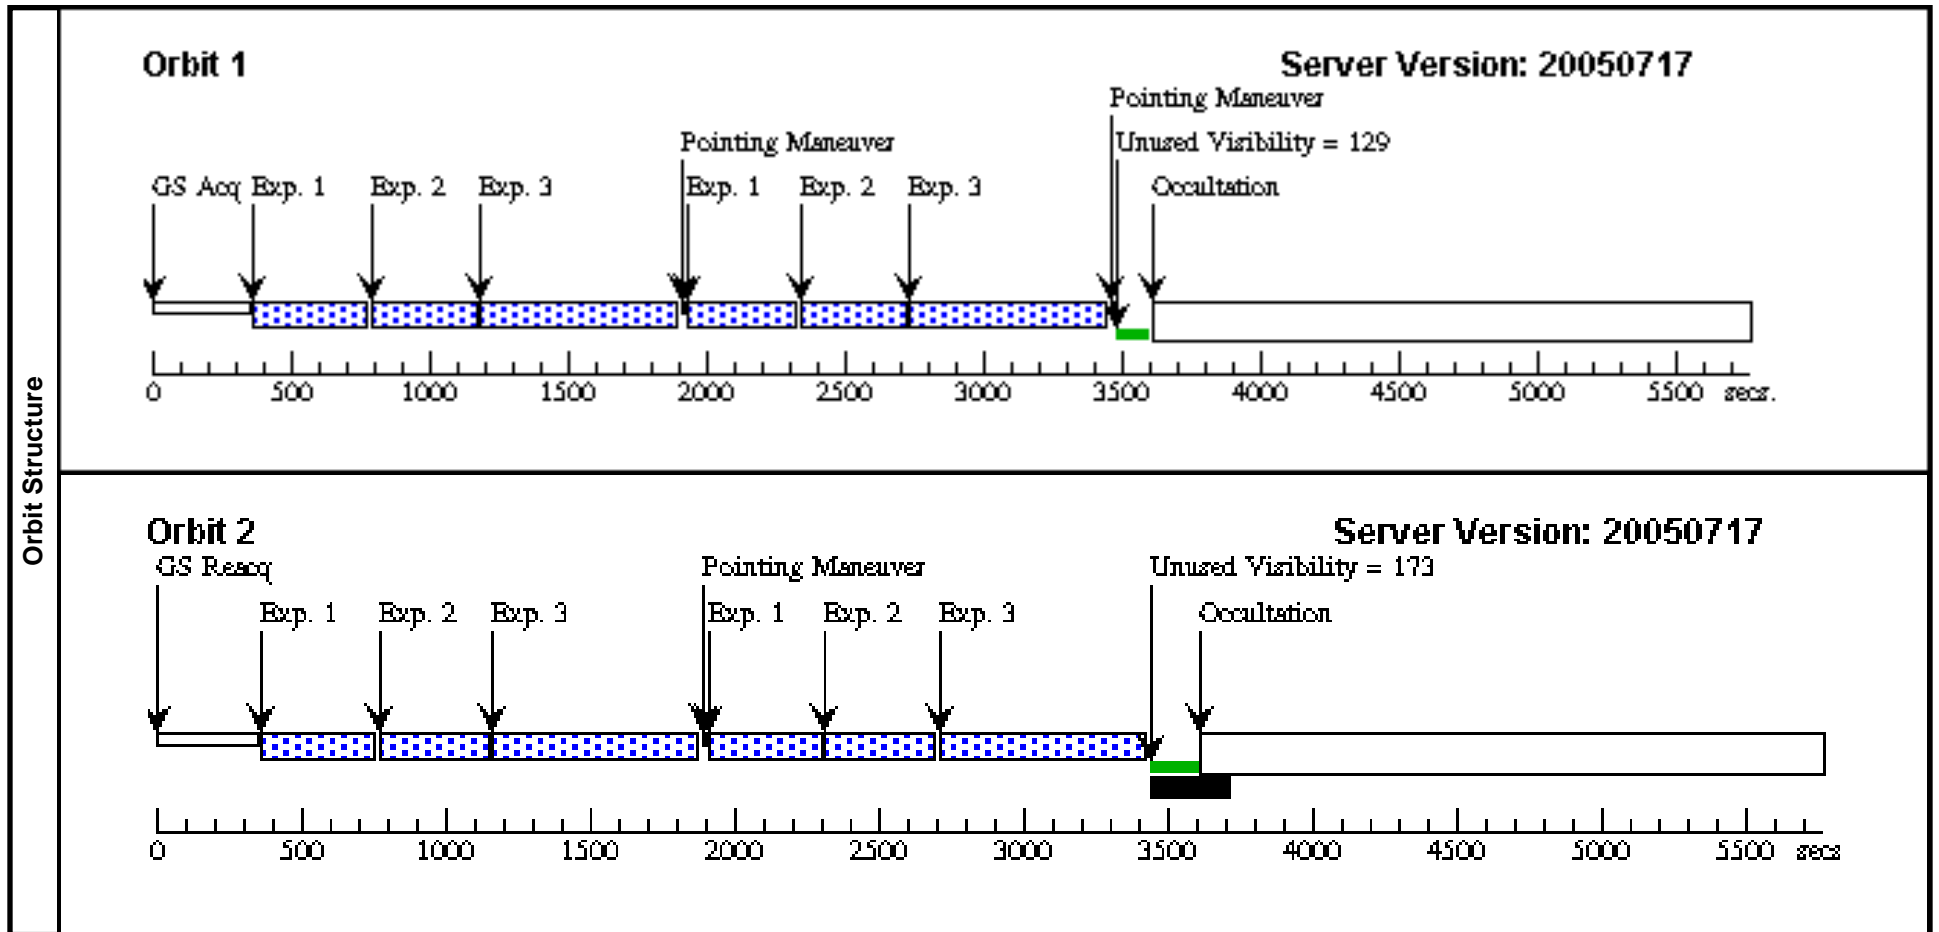 Orbit Structure
Orbit 1
Server Version: 20050717
Pointing Maneuver
Pointing Maneuver
Unused Visibility = 129
GS Acq
Exp. 1
Exp. 2
Exp. 3
Exp. 1
Exp. 2
Exp. 3
Occultation
0 500 1000 1500 2000 2500 3000 3500 4000 4500 5000 5500 secs.
Orbit 2
Server Version: 20050717
GS Reacq
Pointing Maneuver
Unused Visibility = 173
Exp. 1
Exp. 2
Exp. 3
Exp. 1
Exp. 2
Exp. 3
Occultation
0 500 1000 1500 2000 2500 3000 3500 4000 4500 5000 5500 secs